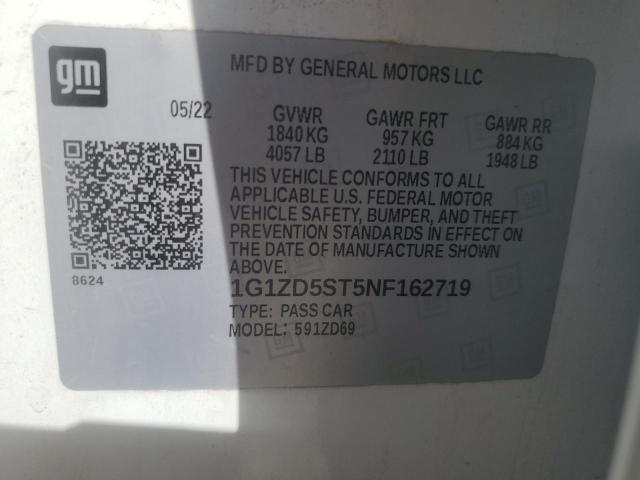 gm
MFD BY GENERAL MOTORS LLC
05/22 GVWR GAWR FRT GAWR RR
1840 KG 957 KG 884 KG
4057 LB 2110 LB 1948 LB
THIS VEHICLE CONFORMS TO ALL
APPLICABLE U.S. FEDERAL MOTOR
VEHICLE SAFETY, BUMPER, AND THEFT
PREVENTION STANDARDS IN EFFECT ON
THE DATE OF MANUFACTURE SHOWN
ABOVE.
8624
1G1ZD5ST5NF162719
TYPE: PASS CAR
MODEL: 591ZD69